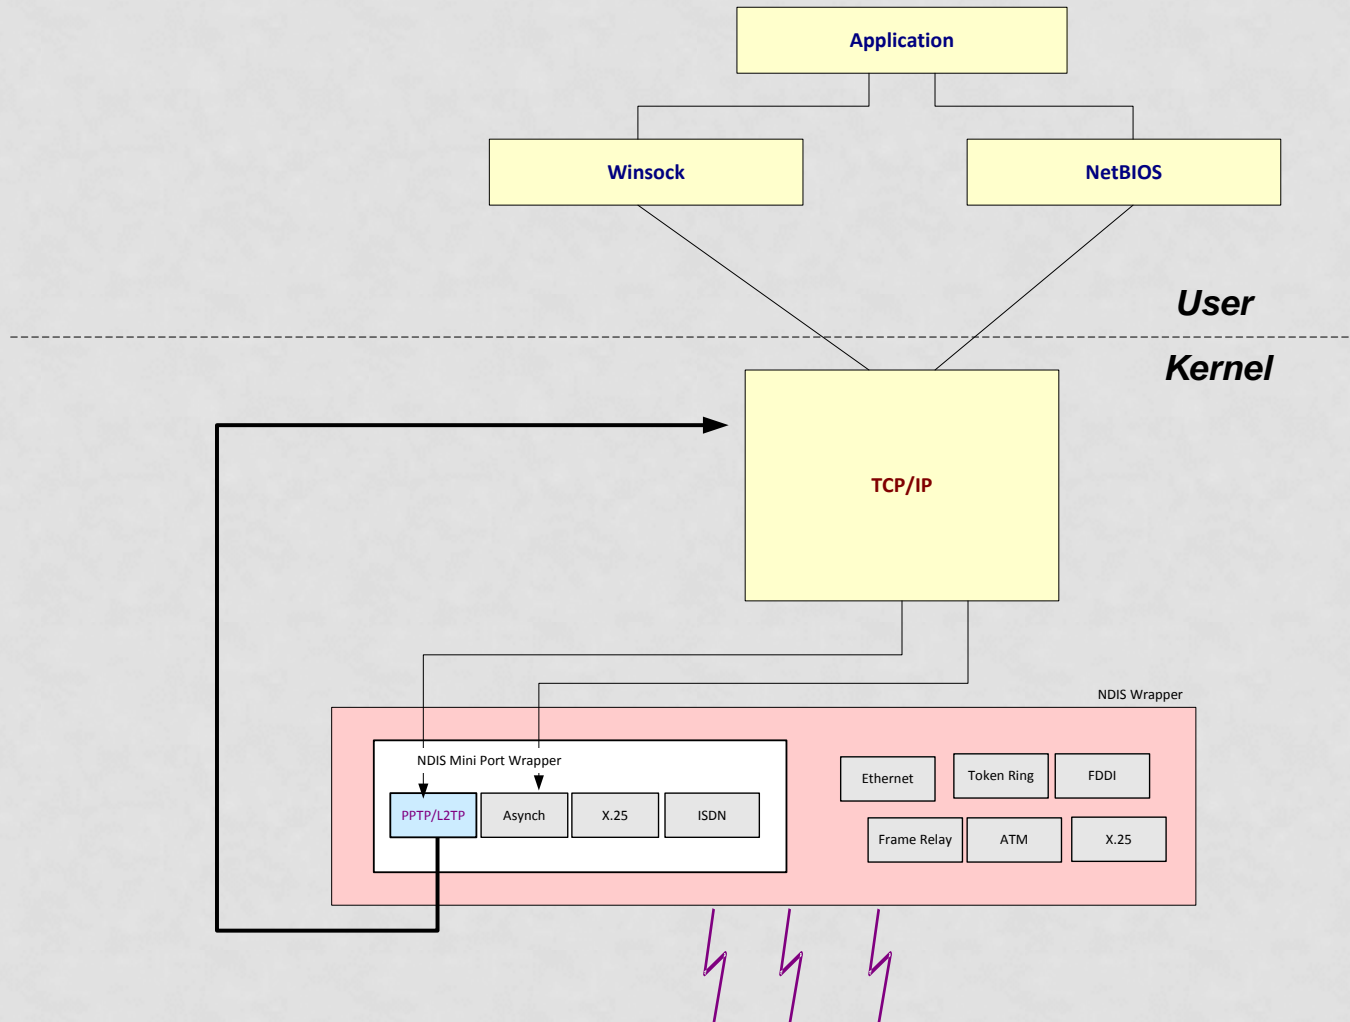 Application
Winsock
NetBIOS
User
Kernel
TCP/IP
NDIS Wrapper
NDIS Mini Port Wrapper
PPTP/L2TP
Asynch
X.25
ISDN
Ethernet
Token Ring
FDDI
Frame Relay
ATM
X.25